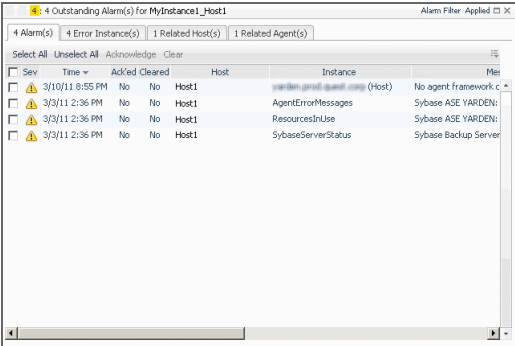 4 : 4 Outstanding Alarm(s) for MyInstance1_Host1 Alarm Filter Applied
4 Alarm(s) 4 Error Instance(s) 1 Related Host(s) 1 Related Agent(s)
Select All Unselect All Acknowledge Clear
Sev Time Ack'ed Cleared Host Instance Mes
3/10/11 8:55 PM No No Host1 (Host) No agent framework c
3/3/11 2:36 PM No No Host1 AgentErrorMessages Sybase ASE YARDEN:
3/3/11 2:36 PM No No Host1 ResourcesInUse Sybase ASE YARDEN:
3/3/11 2:36 PM No No Host1 SybaseServerStatus Sybase Backup Server